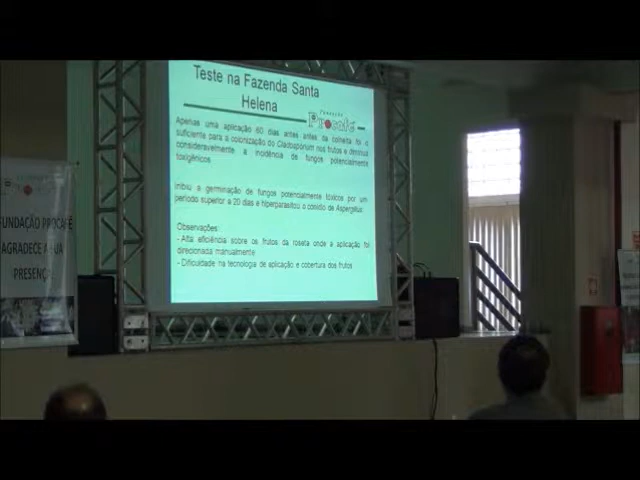 Teste na Fazenda Santa
Helena
FUNDAÇÃO
Procafé
Apenas uma aplicação 60 dias antes antes da colheita foi o
suficiente para a colonização do Cladosporium nos frutos e diminuiu
consideravelmente a incidência de fungos potencialmente
toxigênicos
Inibiu a germinação de fungos potencialmente tóxicos por um
período superior a 20 dias e hiperparasitou o conídio de Aspergillus.
Observações:
- Alta eficiência sobre os frutos da roseta onde a aplicação foi
direcionada manualmente
- Dificuldade na tecnologia de aplicação e cobertura dos frutos
FUNDAÇÃO PROCAFÉ
AGRADECE A SUA
PRESENÇA